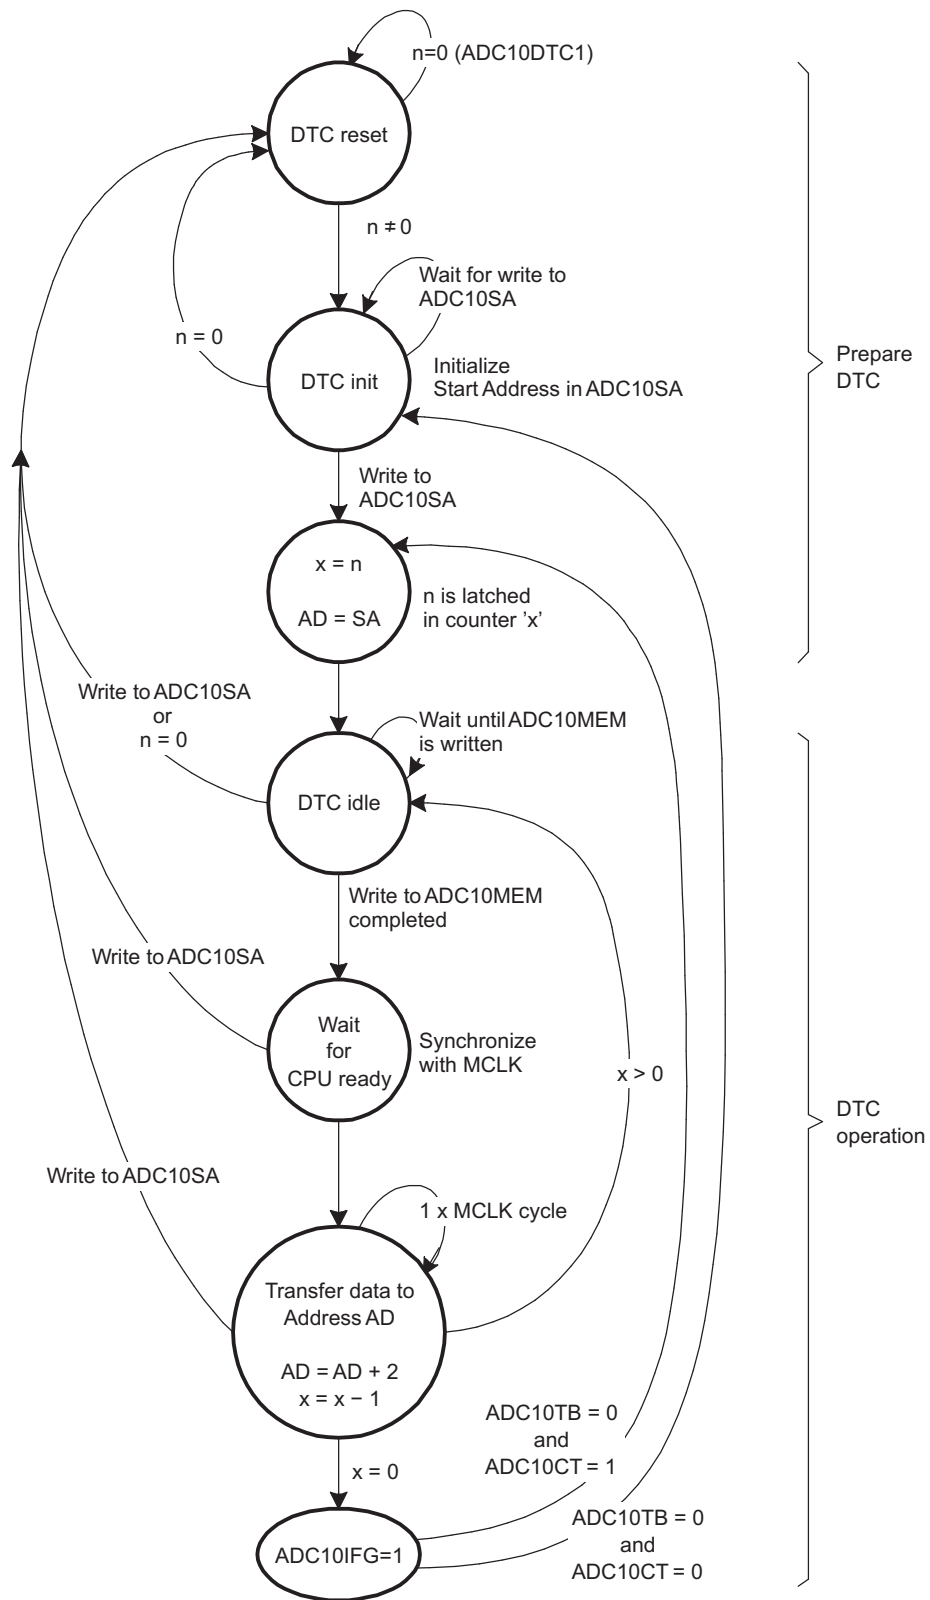 n=0 (ADC10DTC1)
DTC reset
n ≠ 0
Wait for write to
ADC10SA
n = 0
DTC init
Initialize
Start Address in ADC10SA
Prepare
DTC
Write to
ADC10SA
x = n
AD = SA
n is latched
in counter ’x’
Write to ADC10SA
or
n = 0
Wait until ADC10MEM
is written
DTC idle
Write to ADC10MEM
completed
Write to ADC10SA
Wait
for
CPU ready
Synchronize
with MCLK
x > 0
DTC
operation
Write to ADC10SA
1 x MCLK cycle
Transfer data to
Address AD
AD = AD + 2
x = x − 1
ADC10TB = 0
and
ADC10CT = 1
x = 0
ADC10IFG=1
ADC10TB = 0
and
ADC10CT = 0